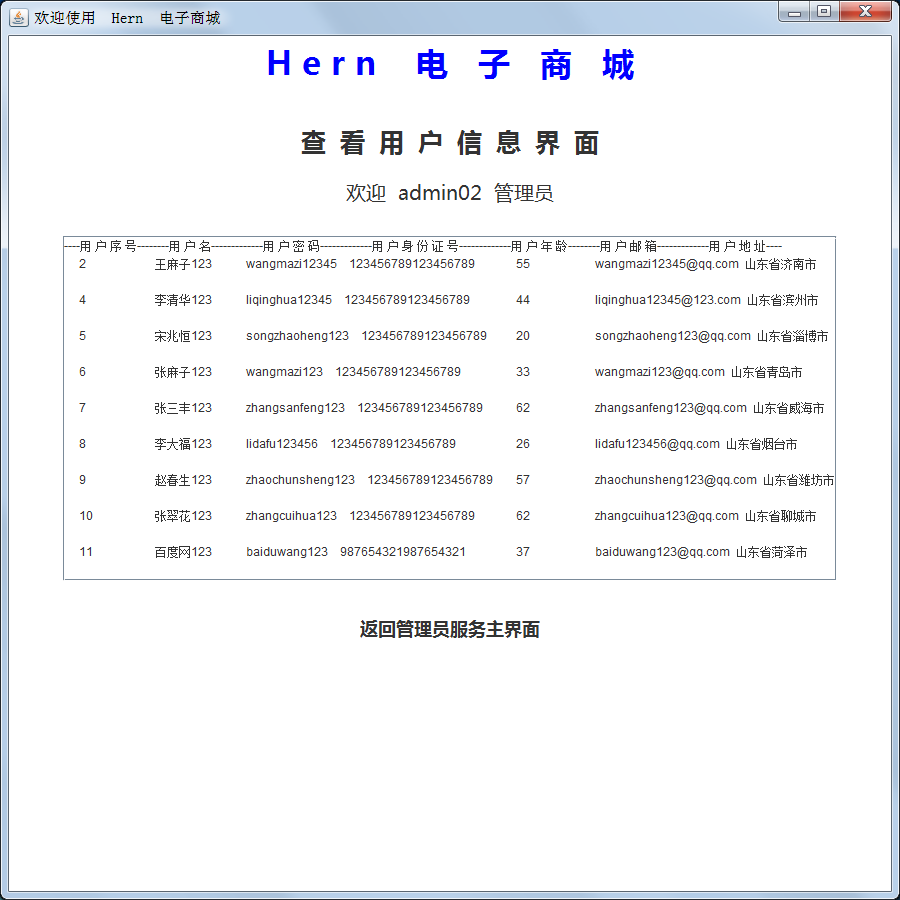 欢迎使用 Hern 电子商城
Hern 电子商城
查看用户信息界面
欢迎 admin02 管理员
----用户序号--------用户名-------------用户密码-------------用户身份证号-------------用户年龄--------用户邮箱-------------用户地址----
2 王麻子123 wangmazi12345 123456789123456789 55 wangmazi12345@qq.com 山东省济南市
4 李清华123 liqinghua12345 123456789123456789 44 liqinghua12345@123.com 山东省滨州市
5 宋兆恒123 songzhaoheng123 123456789123456789 20 songzhaoheng123@qq.com 山东省淄博市
6 张麻子123 wangmazi123 123456789123456789 33 wangmazi123@qq.com 山东省青岛市
7 张三丰123 zhangsanfeng123 123456789123456789 62 zhangsanfeng123@qq.com 山东省威海市
8 李大福123 lidafu123456 123456789123456789 26 lidafu123456@qq.com 山东省烟台市
9 赵春生123 zhaochunsheng123 123456789123456789 57 zhaochunsheng123@qq.com 山东省潍坊市
10 张翠花123 zhangcuihua123 123456789123456789 62 zhangcuihua123@qq.com 山东省聊城市
11 百度网123 baiduwang123 987654321987654321 37 baiduwang123@qq.com 山东省菏泽市
返回管理员服务主界面